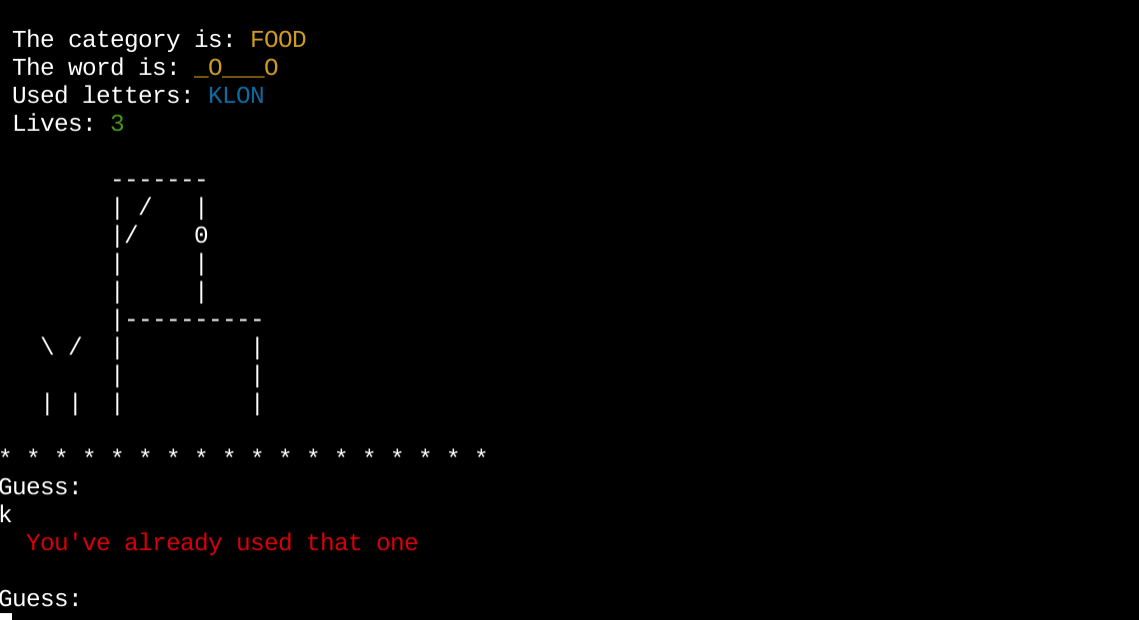 The category is: FOOD
The word is: _O___O
Used letters: KLON
Lives: 3
-------
| /   |
|/    0
|     |
|     |
|----------
\ /  |         |
|         |
| |  |         |
* * * * * * * * * * * * * * * * * *
Guess:
k
You've already used that one
Guess: